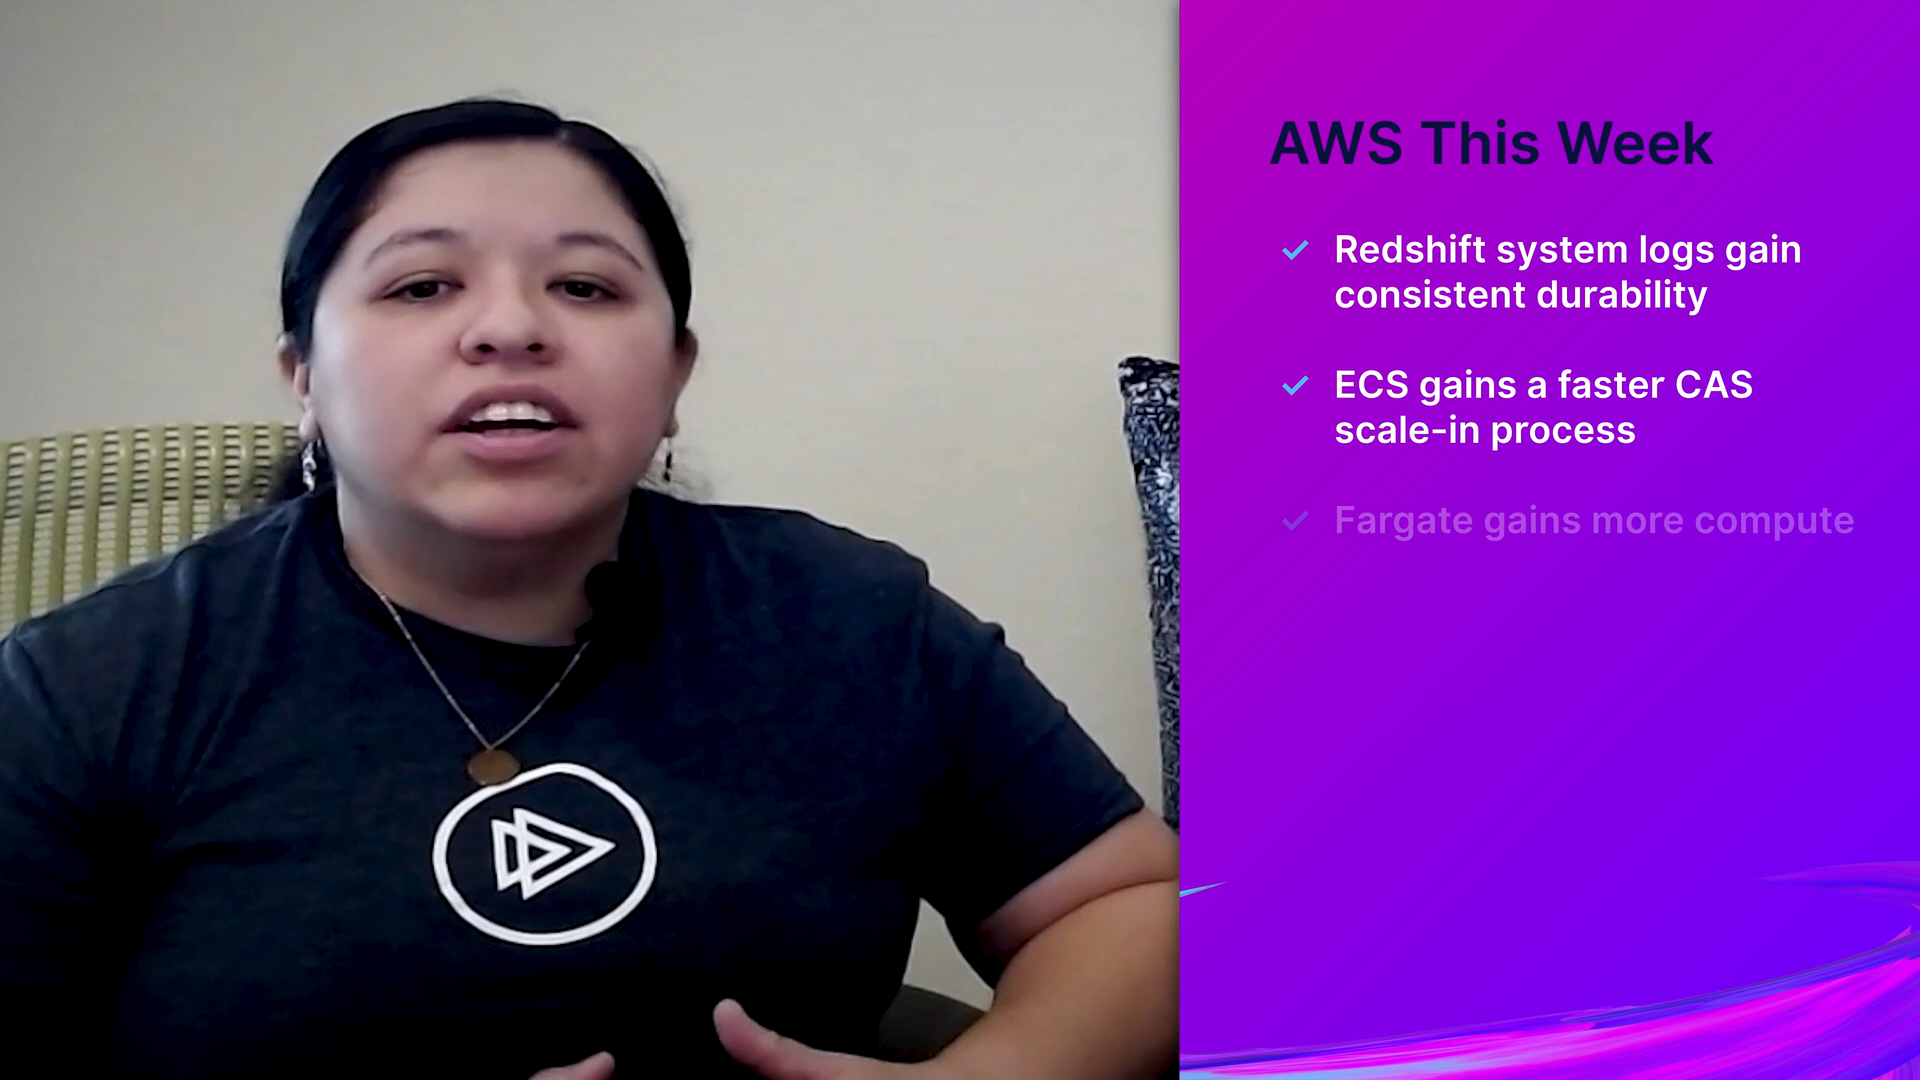 AWS This Week
Redshift system logs gain
consistent durability
ECS gains a faster CAS
scale-in process
Fargate gains more compute